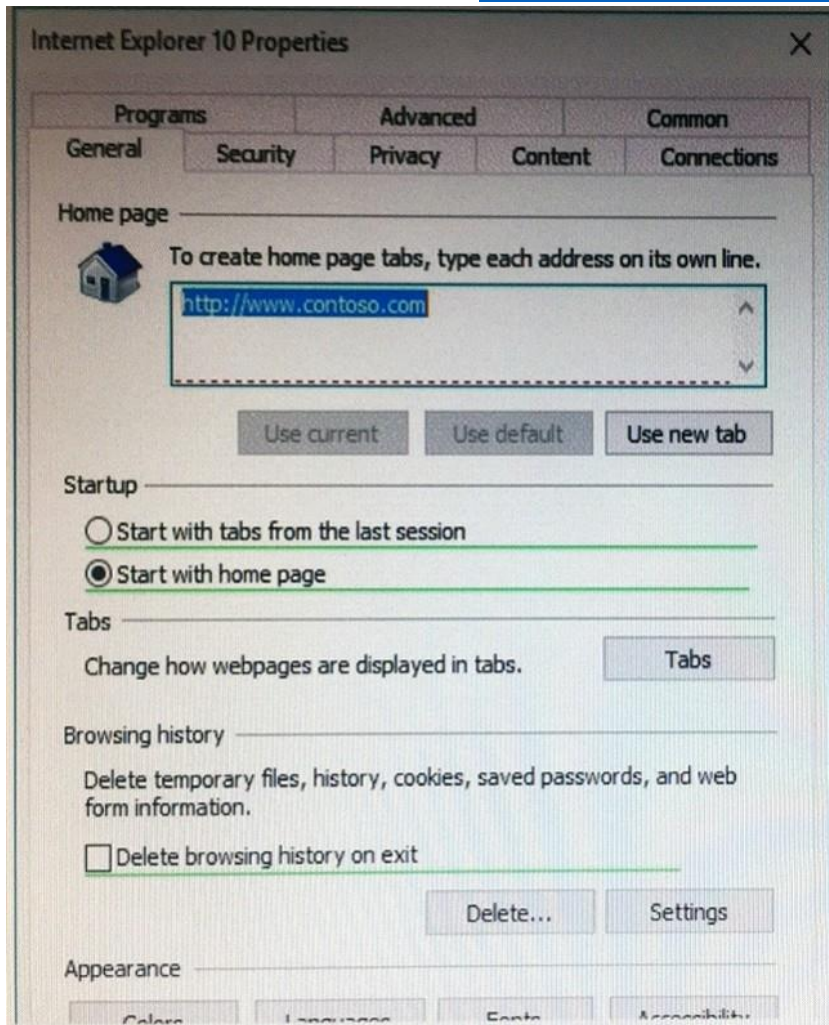 Internet Explorer 10 Properties
Programs Advanced Common
General Security Privacy Content Connections
Home page
To create home page tabs, type each address on its own line.
http://www.contoso.com
Use current Use default Use new tab
Startup
Start with tabs from the last session
Start with home page
Tabs
Change how webpages are displayed in tabs.
Tabs
Browsing history
Delete temporary files, history, cookies, saved passwords, and web
form information.
Delete browsing history on exit
Delete... Settings
Appearance
Colors Languages Fonts Accessibility